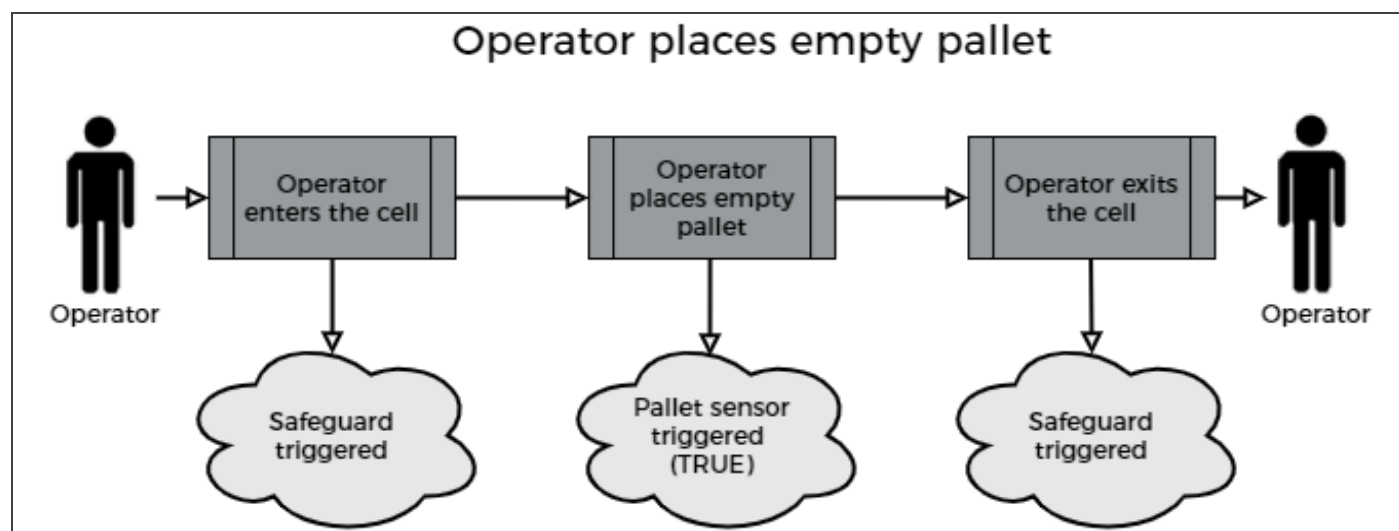 Operator places empty pallet
Operator
enters the cell
Operator
places empty
pallet
Operator exits
the cell
Operator
Operator
Safeguard
triggered
Pallet sensor
triggered
(TRUE)
Safeguard
triggered